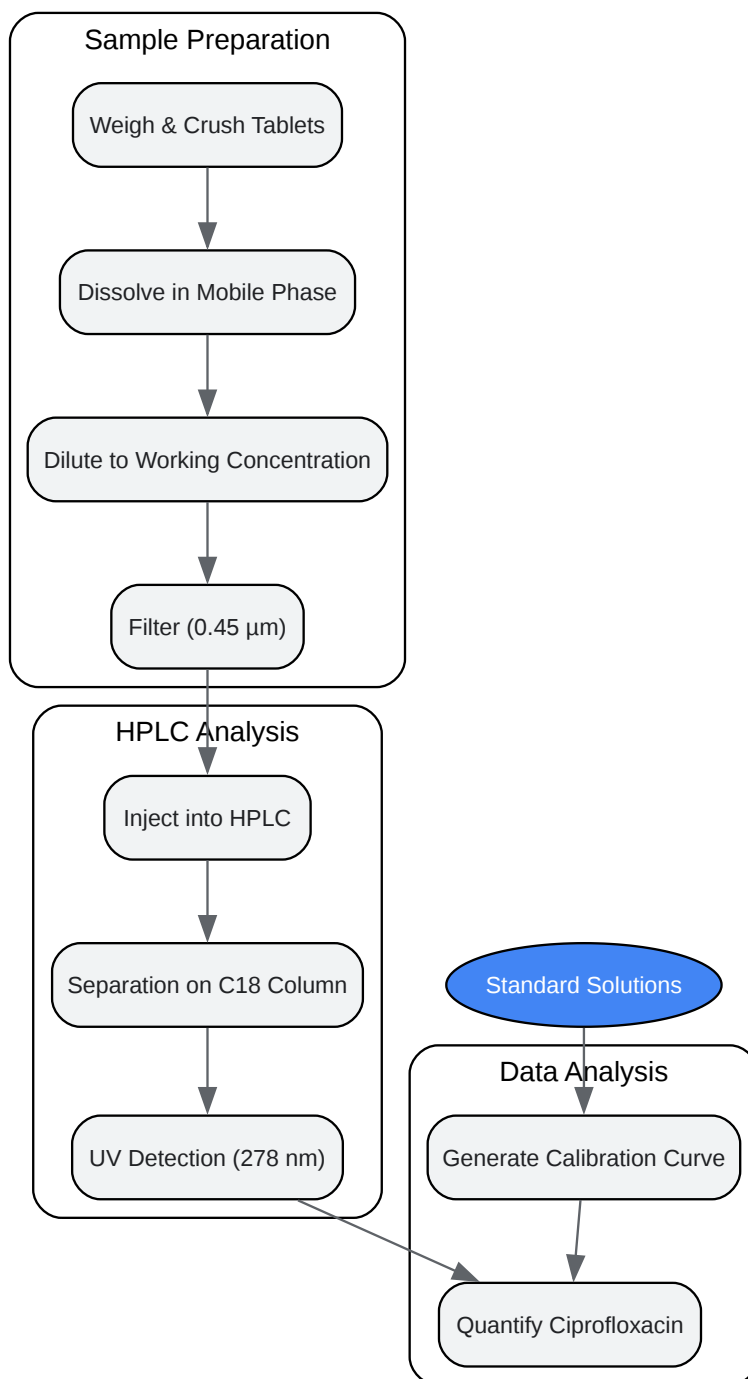 Sample Preparation
Weigh & Crush Tablets
Dissolve in Mobile Phase
Dilute to Working Concentration
Filter (0.45 µm)
HPLC Analysis
Inject into HPLC
Separation on C18 Column
UV Detection (278 nm)
Standard Solutions
Data Analysis
Generate Calibration Curve
Quantify Ciprofloxacin